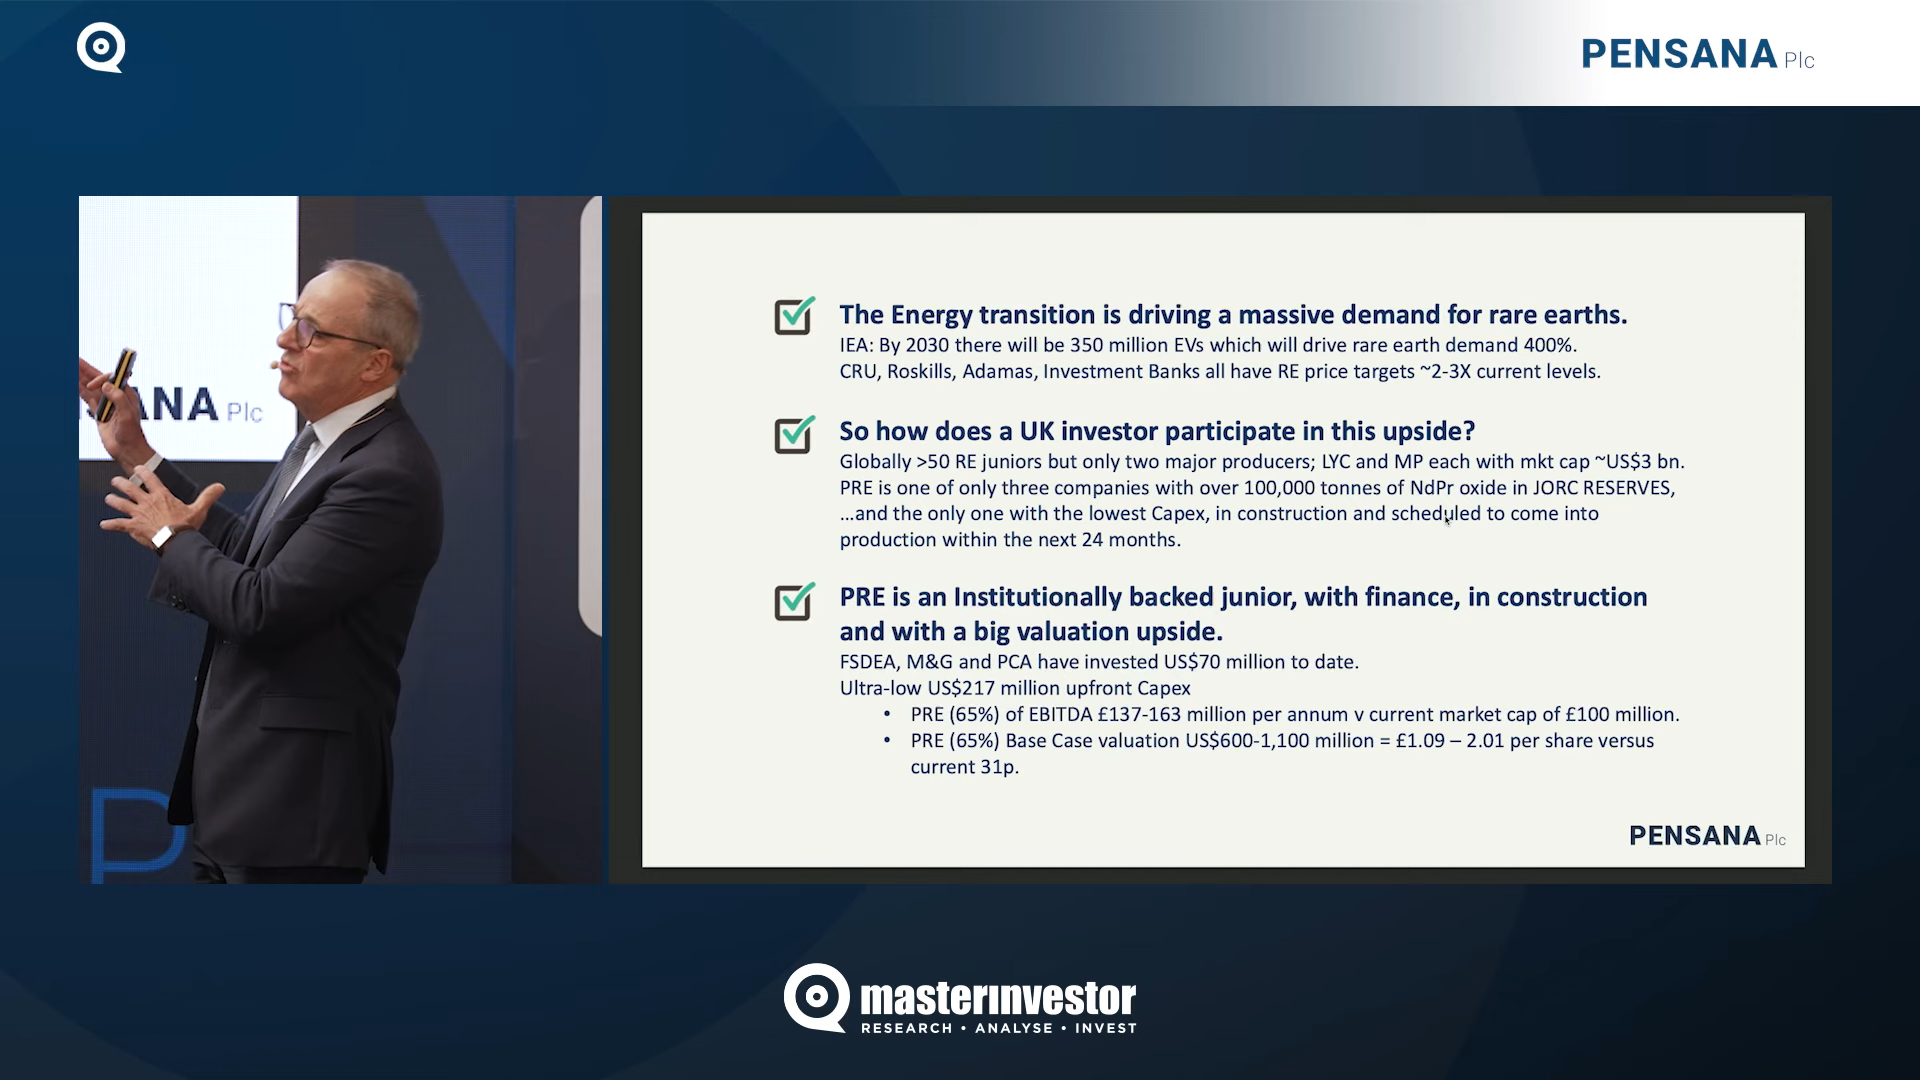 PENSANA Plc
ANA Plc
P
The Energy transition is driving a massive demand for rare earths.
IEA: By 2030 there will be 350 million EVs which will drive rare earth demand 400%.
CRU, Roskills, Adamas, Investment Banks all have RE price targets ~2-3X current levels.
So how does a UK investor participate in this upside?
Globally >50 RE juniors but only two major producers; LYC and MP each with mkt cap ~US$3 bn.
PRE is one of only three companies with over 100,000 tonnes of NdPr oxide in JORC RESERVES,
...and the only one with the lowest Capex, in construction and scheduled to come into
production within the next 24 months.
PRE is an Institutionally backed junior, with finance, in construction
and with a big valuation upside.
FSDEA, M&G and PCA have invested US$70 million to date.
Ultra-low US$217 million upfront Capex
• PRE (65%) of EBITDA £137-163 million per annum v current market cap of £100 million.
• PRE (65%) Base Case valuation US$600-1,100 million = £1.09 – 2.01 per share versus
current 31p.
PENSANA Plc
masterinvestor
RESEARCH • ANALYSE • INVEST